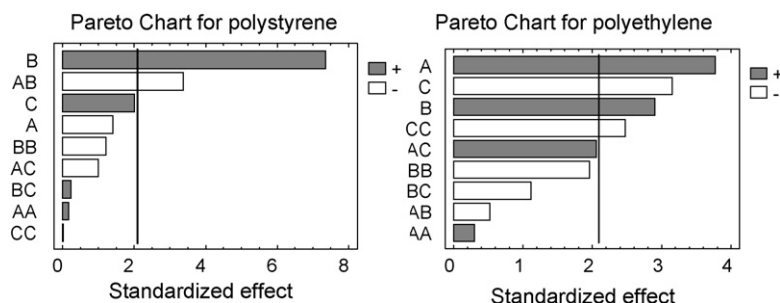 Pareto Chart for polystyrene
B
AB
C
A
BB
AC
BC
AA
CC
+
-
0 2 4 6 8
Standardized effect
Pareto Chart for polyethylene
A
C
B
CC
AC
BB
BC
AB
AA
+
-
0 1 2 3 4
Standardized effect